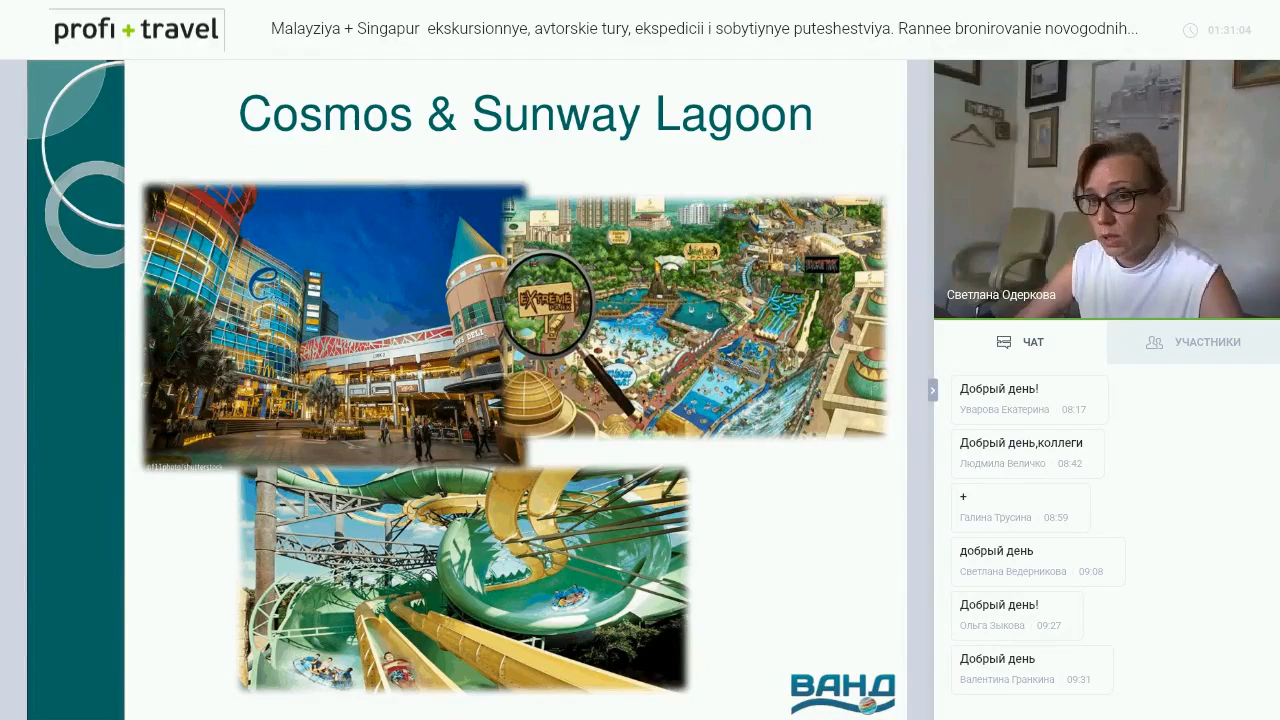 profi + travel
Malayziya + Singapur  ekskursionnye, avtorskie tury, ekspedicii i sobytiynye puteshestviya. Rannee bronirovanie novogodnih...
01:31:04
Cosmos & Sunway Lagoon
EXTREME
PARK
of11photo/shutterstock
ВАНД
Светлана Одеркова
ЧАТ
УЧАСТНИКИ
Добрый день!
Уварова Екатерина 08:17
Добрый день,коллеги
Людмила Величко 08:42
+
Галина Трусина 08:59
добрый день
Светлана Ведерникова 09:08
Добрый день!
Ольга Зыкова 09:27
Добрый день
Валентина Гранкина 09:31